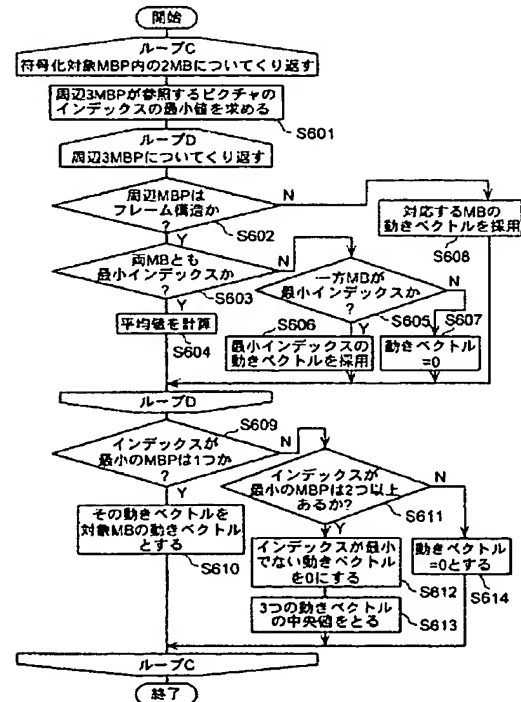 開始
ループC
符号化対象MBP内の2MBについてくり返す
周辺3MBPが参照するピクチャの
インデックスの最小値を求める
S601
ループD
周辺3MBPについてくり返す
周辺MBPは
フレーム構造か
?
N
S602
Y
対応するMBの
動きベクトルを採用
S608
両MBとも
最小インデックスか
?
N
S603
Y
一方MBが
最小インデックスか
?
N
S605
Y
S607
平均値を計算
S604
S606
最小インデックスの
動きベクトルを採用
動きベクトル
=0
ループD
S609
インデックスが
最小のMBPは1つか
?
N
Y
インデックスが
最小のMBPは2つ以上
あるか?
N
S611
Y
その動きベクトルを
対象MBの動きベクトル
とする
S610
インデックスが最小
でない動きベクトル
を0にする
S612
動きベクトル
=0とする
S614
3つの動きベクトル
の中央値をとる
S613
ループC
終了